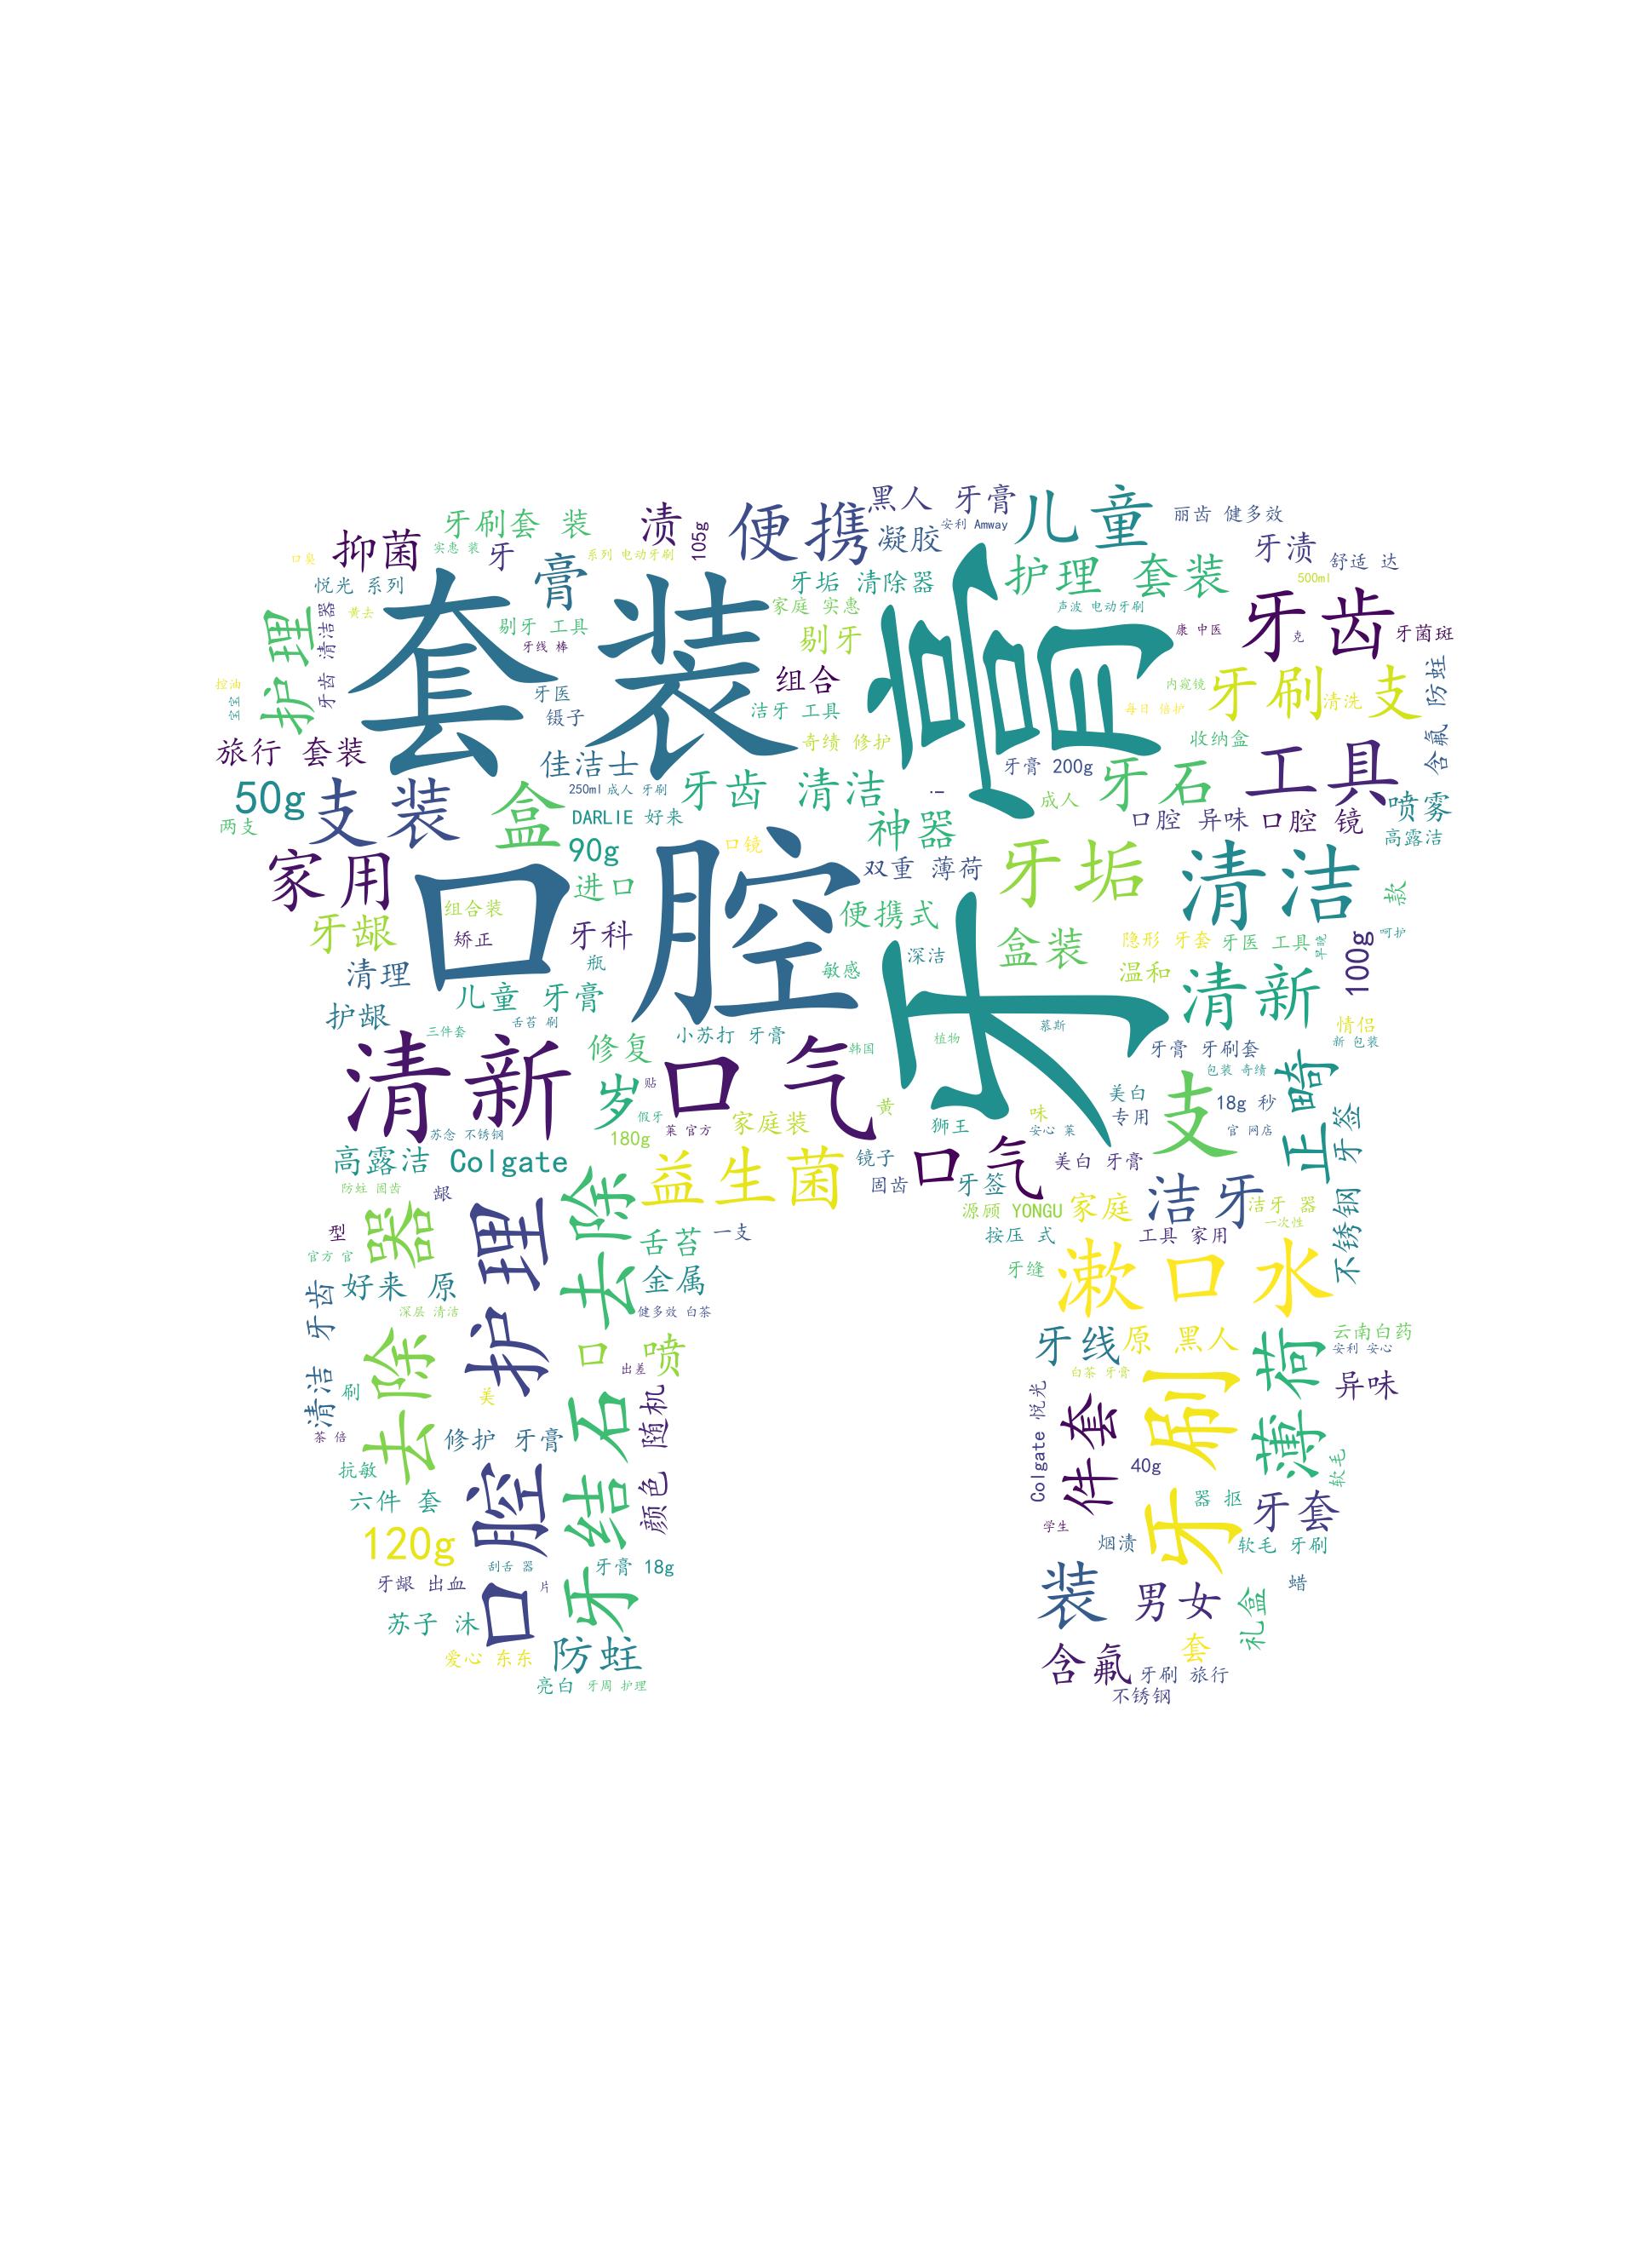 黑人 牙膏
儿童
便携
凝胶
安利 Amway
丽齿 健多效
牙刷套 装
渍
105g
抑菌
实惠 装
牙
系列 电动牙刷
口臭
膏
悦光 系列
黄去
牙垢 清除器
护理 套装
牙渍
舒适 达
500ml
声波 电动牙刷
家庭 实惠
剔牙
剔牙 工具
牙线 棒
套装
牙膏
护理
牙齿 清洁器
康 中医
牙齿
克
牙菌斑
控油
宝宝
牙医
镊子
组合
洁牙 工具
奇绩 修护
内窥镜
每日 倍护
牙刷
清洗
支
含氟 防蛀
旅行 套装
佳洁士
收纳盒
牙膏 200g
工具
50g
支装
盒
250ml
成人 牙刷
牙齿 清洁
成人
牙石
喷雾
两支
DARLIE 好来
神器
口腔 异味
口腔 镜
高露洁
90g
口镜
家用
口腔
双重 薄荷
牙垢
清洁
进口
便携式
款
组合装
矫正
牙科
牙龈
瓶
盒装
隐形 牙套
牙医 工具
早晚
呵护
100g
清理
敏感
深洁
温和
清新
护龈
儿童 牙膏
舌苔 刷
三件套
小苏打 牙膏
植物
慕斯
情侣
新 包装
清新
修复
口气
韩国
牙膏 牙刷套
包装 奇绩
正畸
岁
贴
假牙
黄
美白
专用
支
18g 秒
苏念 不锈钢
180g
莱 官方
家庭装
狮王
味
安心 莱
官 网店
牙签
高露洁 Colgate
益生菌
镜子
固齿
口气
牙签
美白 牙膏
防蛀 固齿
龈
去除
源顾 YONGU
家庭
洁牙
洁牙 器
一次性
不锈钢
型
器
护理
舌苔
一支
按压 式
工具 家用
官方 官
金属
牙缝
漱口水
好来 原
深层 清洁
健多效 白茶
清洁 牙齿
去除
口
喷
出差
牙线
原 黑人
云南白药
安利 安心
白茶 牙膏
薄荷
异味
刷
美
Colgate 悦光
件套
牙刷
茶 倍
修护 牙膏
牙结石
颜色 随机
抗敏
40g
软毛
六件 套
口腔
器 抠
牙套
学生
120g
烟渍
软毛 牙刷
刮舌 器
牙膏 18g
牙龈 出血
片
装
男女
礼盒
蜡
苏子 沐
爱心 东东
防蛀
含氟
套
亮白
牙周 护理
牙刷 旅行
不锈钢